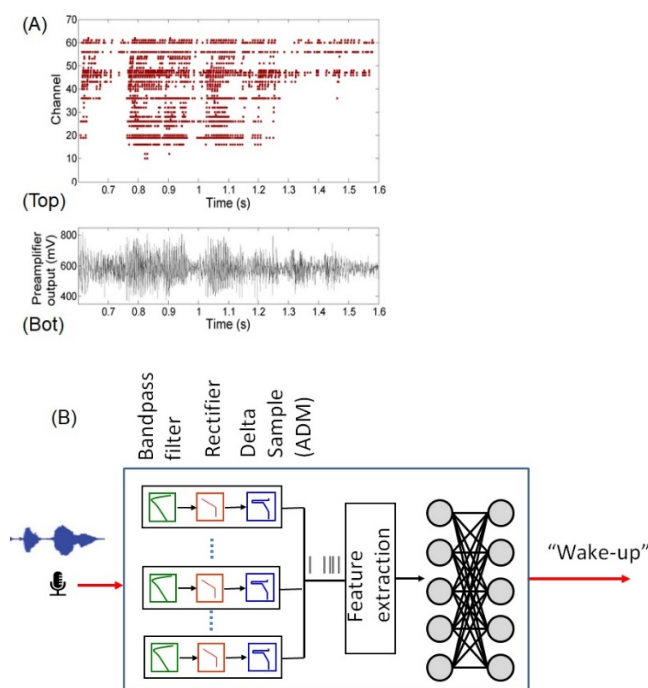 (A)
70
60
50
40
30
20
10
0
Channel
0.7 0.8 0.9 1 1.1 1.2 1.3 1.4 1.5 1.6
Time (s)
(Top)
800
600
400
Preamplifier
output (mV)
0.7 0.8 0.9 1 1.1 1.2 1.3 1.4 1.5 1.6
Time (s)
(Bot)
(B)
Bandpass
filter
Rectifier
Delta
Sample
(ADM)
Feature
extraction
“Wake-up”